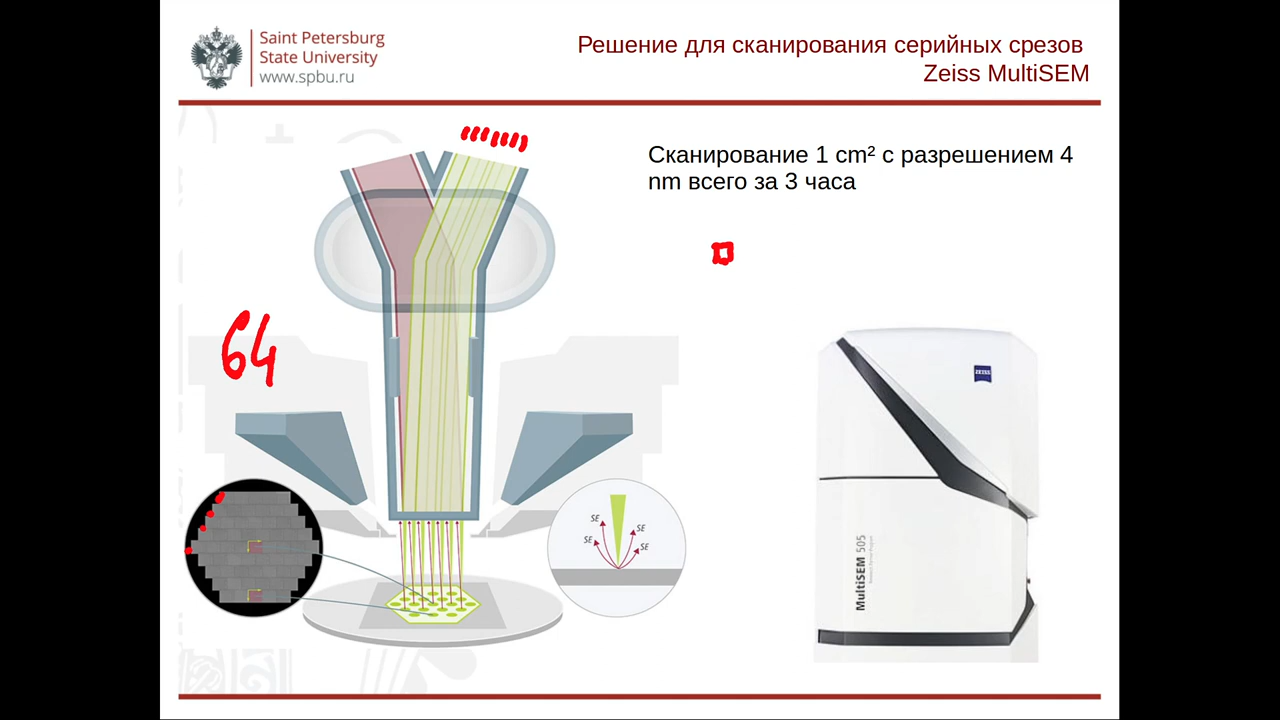 Saint Petersburg
State University
www.spbu.ru
Решение для сканирования серийных срезов
Zeiss MultiSEM
Сканирование 1 cm² с разрешением 4
nm всего за 3 часа
64
SE
SE
SE
SE
ZEISS
MultiSEM 505